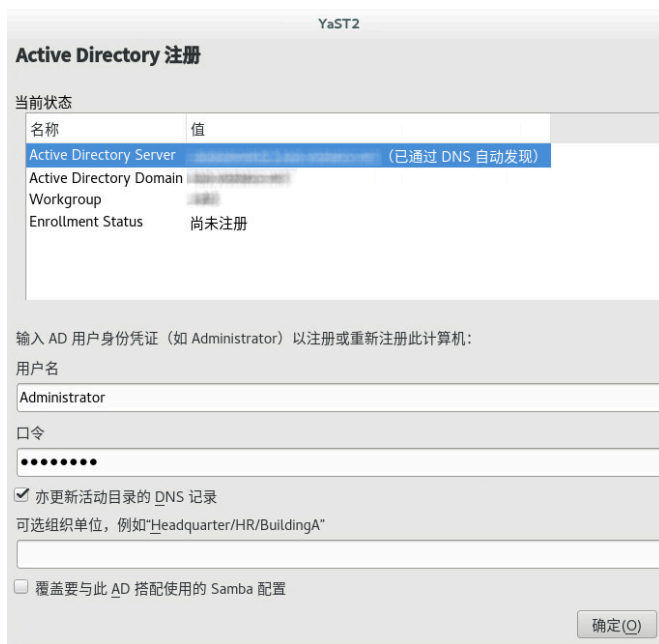 YaST2
Active Directory 注册
当前状态
名称 值
Active Directory Server （已通过 DNS 自动发现）
Active Directory Domain
Workgroup
Enrollment Status 尚未注册
输入 AD 用户身份凭证（如 Administrator）以注册或重新注册此计算机：
用户名
Administrator
口令
●●●●●●●●
亦更新活动目录的 DNS 记录
可选组织单位，例如“Headquarter/HR/BuildingA”
覆盖要与此 AD 搭配使用的 Samba 配置
确定(O)